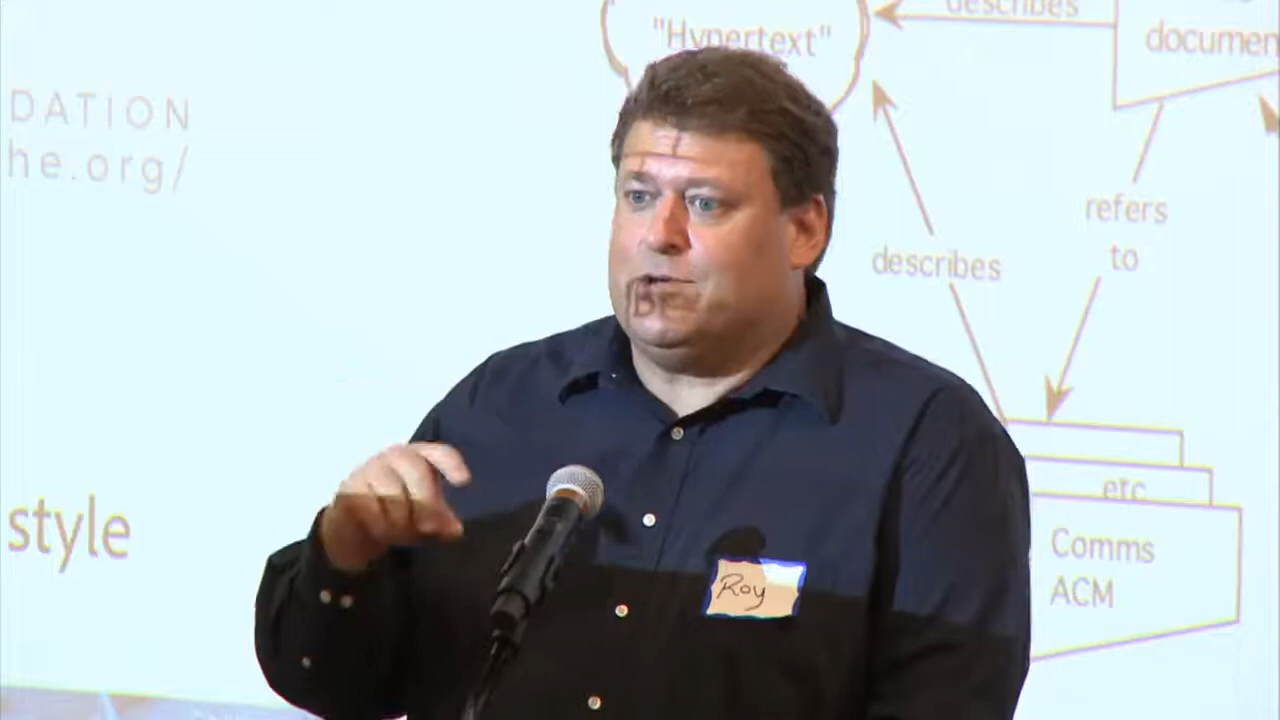 DATION
he.org/
style
describes
"Hypertext"
documen
refers
to
describes
etc
Comms
ACM
Roy